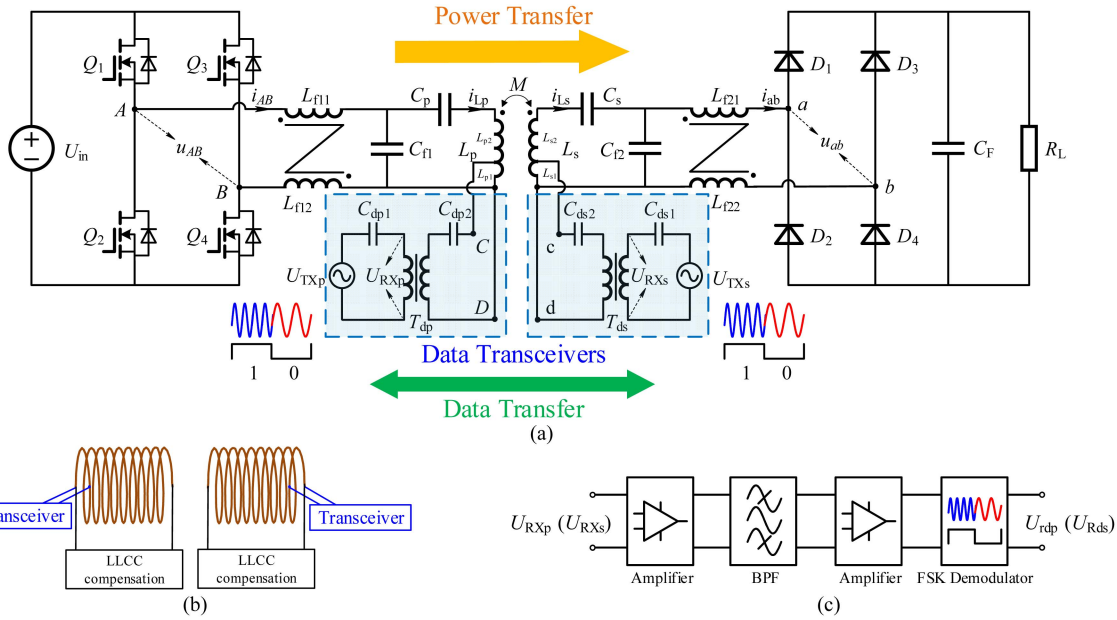 Power Transfer
Q1 Q3 D1 D3
A iAB Lf11 Cp iLp M iLs Cs Lf21 iab a
Uin uAB Cf1 Lp2 Lp Lp1 Ls2 Ls Ls1 Cf2 uab CF RL
B Lf12 Lf22 b
Q2 Q4 Cdp1 Cdp2 C c Cds2 Cds1 D2 D4
UTXp URXp URXs UTXs
Tdp D d Tds
1 0 Data Transceivers 1 0
Data Transfer
(a)
ansceiver Transceiver
LLCC compensation
LLCC compensation
(b)
URXp (URXs) Urdp (URds)
Amplifier BPF Amplifier FSK Demodulator
(c)